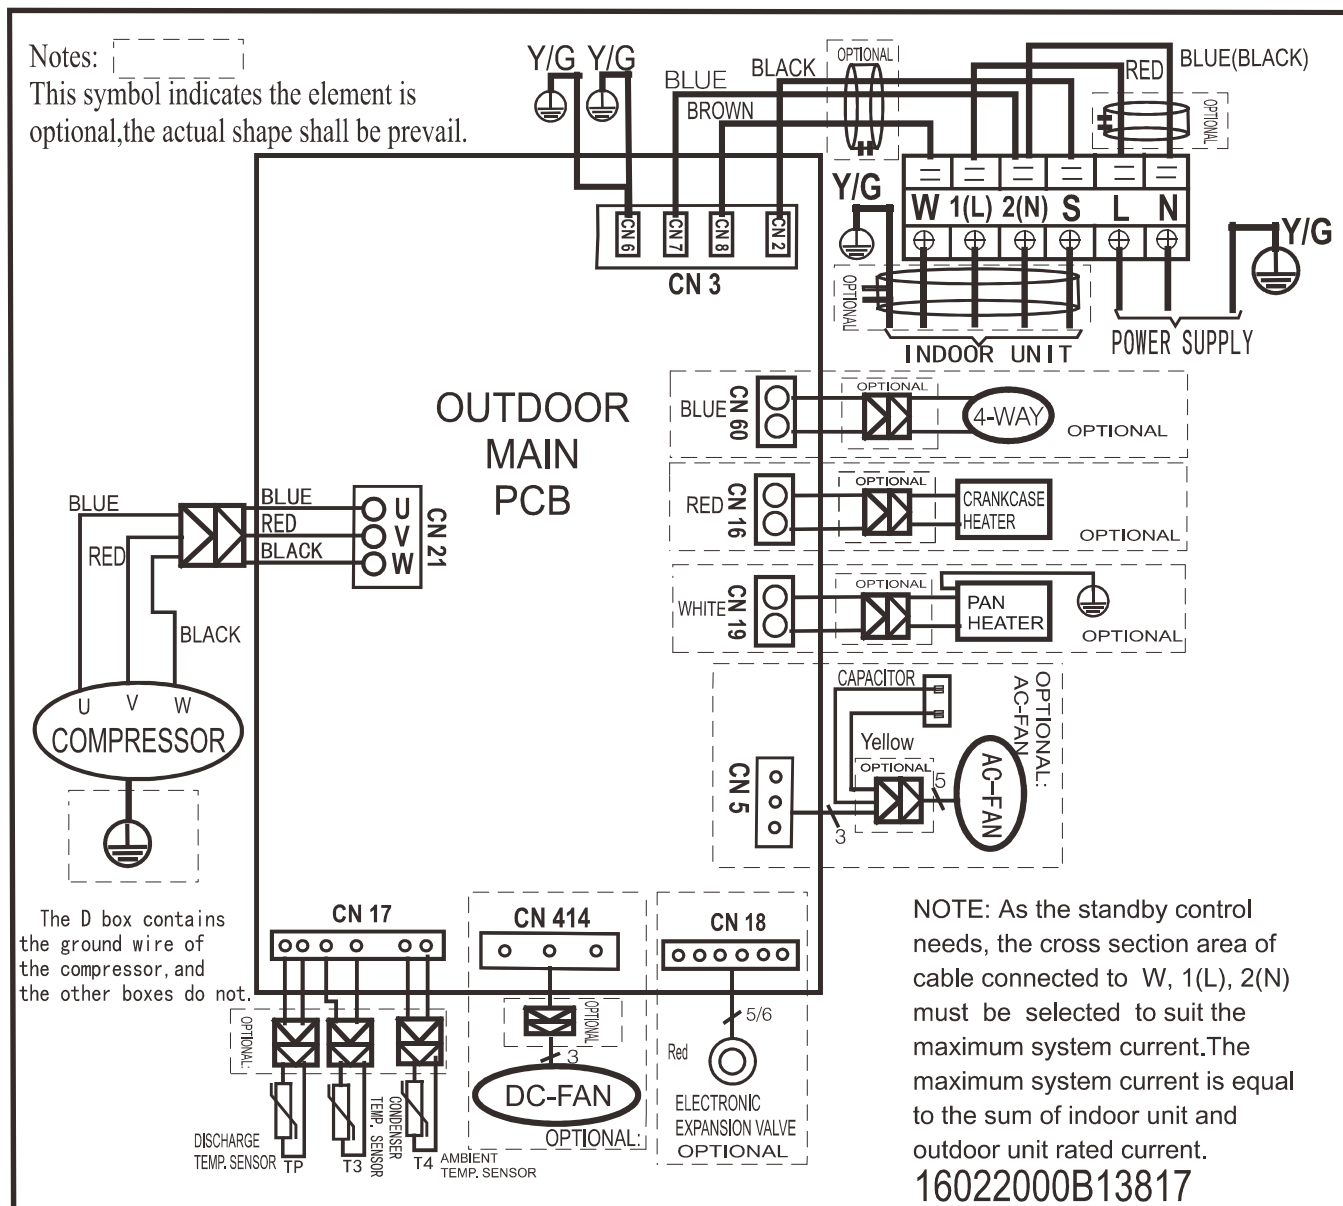 Notes:
This symbol indicates the element is
optional,the actual shape shall be prevail.
Y/G
Y/G
BLUE
BLACK
BROWN
OPTIONAL
RED
BLUE(BLACK)
OPTIONAL
Y/G
W 1(L) 2(N) S L N
Y/G
CN 6
CN 7
CN 8
CN 2
CN 3
OPTIONAL
INDOOR UNIT
POWER SUPPLY
OUTDOOR
MAIN
PCB
BLUE
CN 60
OPTIONAL
4-WAY
OPTIONAL
RED
CN 16
OPTIONAL
CRANKCASE
HEATER
OPTIONAL
WHITE
CN 19
OPTIONAL
PAN
HEATER
OPTIONAL
BLUE
RED
BLACK
BLUE
RED
BLACK
U
V
W
CN 21
U V W
COMPRESSOR
CAPACITOR
OPTIONAL:
AC-FAN
Yellow
OPTIONAL
5
CN 5
3
AC-FAN
The D box contains
the ground wire of
the compressor,and
the other boxes do not.
CN 17
OPTIONAL:
DISCHARGE
TEMP. SENSOR
TP
T3
CONDENSER
TEMP. SENSOR
T4
AMBIENT
TEMP. SENSOR
CN 414
OPTIONAL
3
DC-FAN
OPTIONAL:
CN 18
5/6
Red
ELECTRONIC
EXPANSION VALVE
OPTIONAL
NOTE: As the standby control
needs, the cross section area of
cable connected to W, 1(L), 2(N)
must be selected to suit the
maximum system current.The
maximum system current is equal
to the sum of indoor unit and
outdoor unit rated current.
16022000B13817